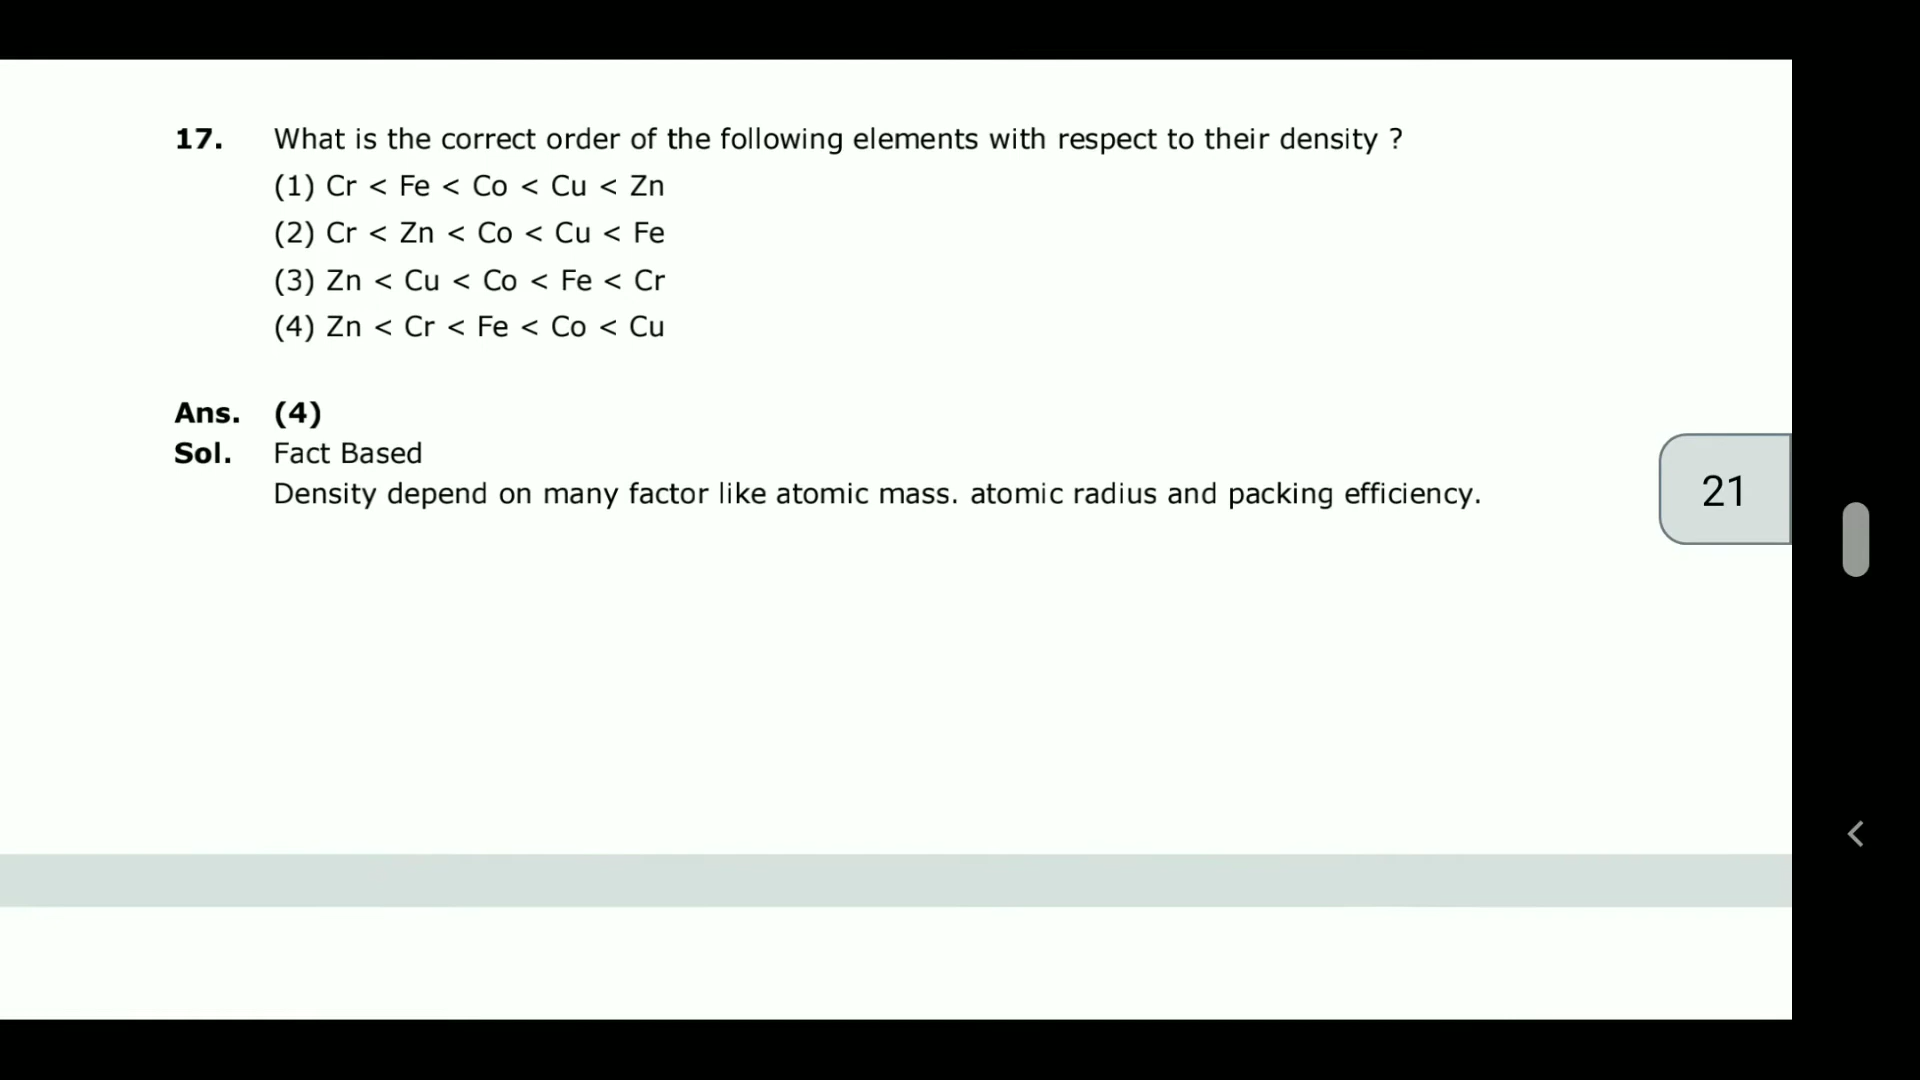 17. What is the correct order of the following elements with respect to their density ?
(1) Cr < Fe < Co < Cu < Zn
(2) Cr < Zn < Co < Cu < Fe
(3) Zn < Cu < Co < Fe < Cr
(4) Zn < Cr < Fe < Co < Cu
Ans. (4)
Sol. Fact Based
Density depend on many factor like atomic mass. atomic radius and packing efficiency.
21